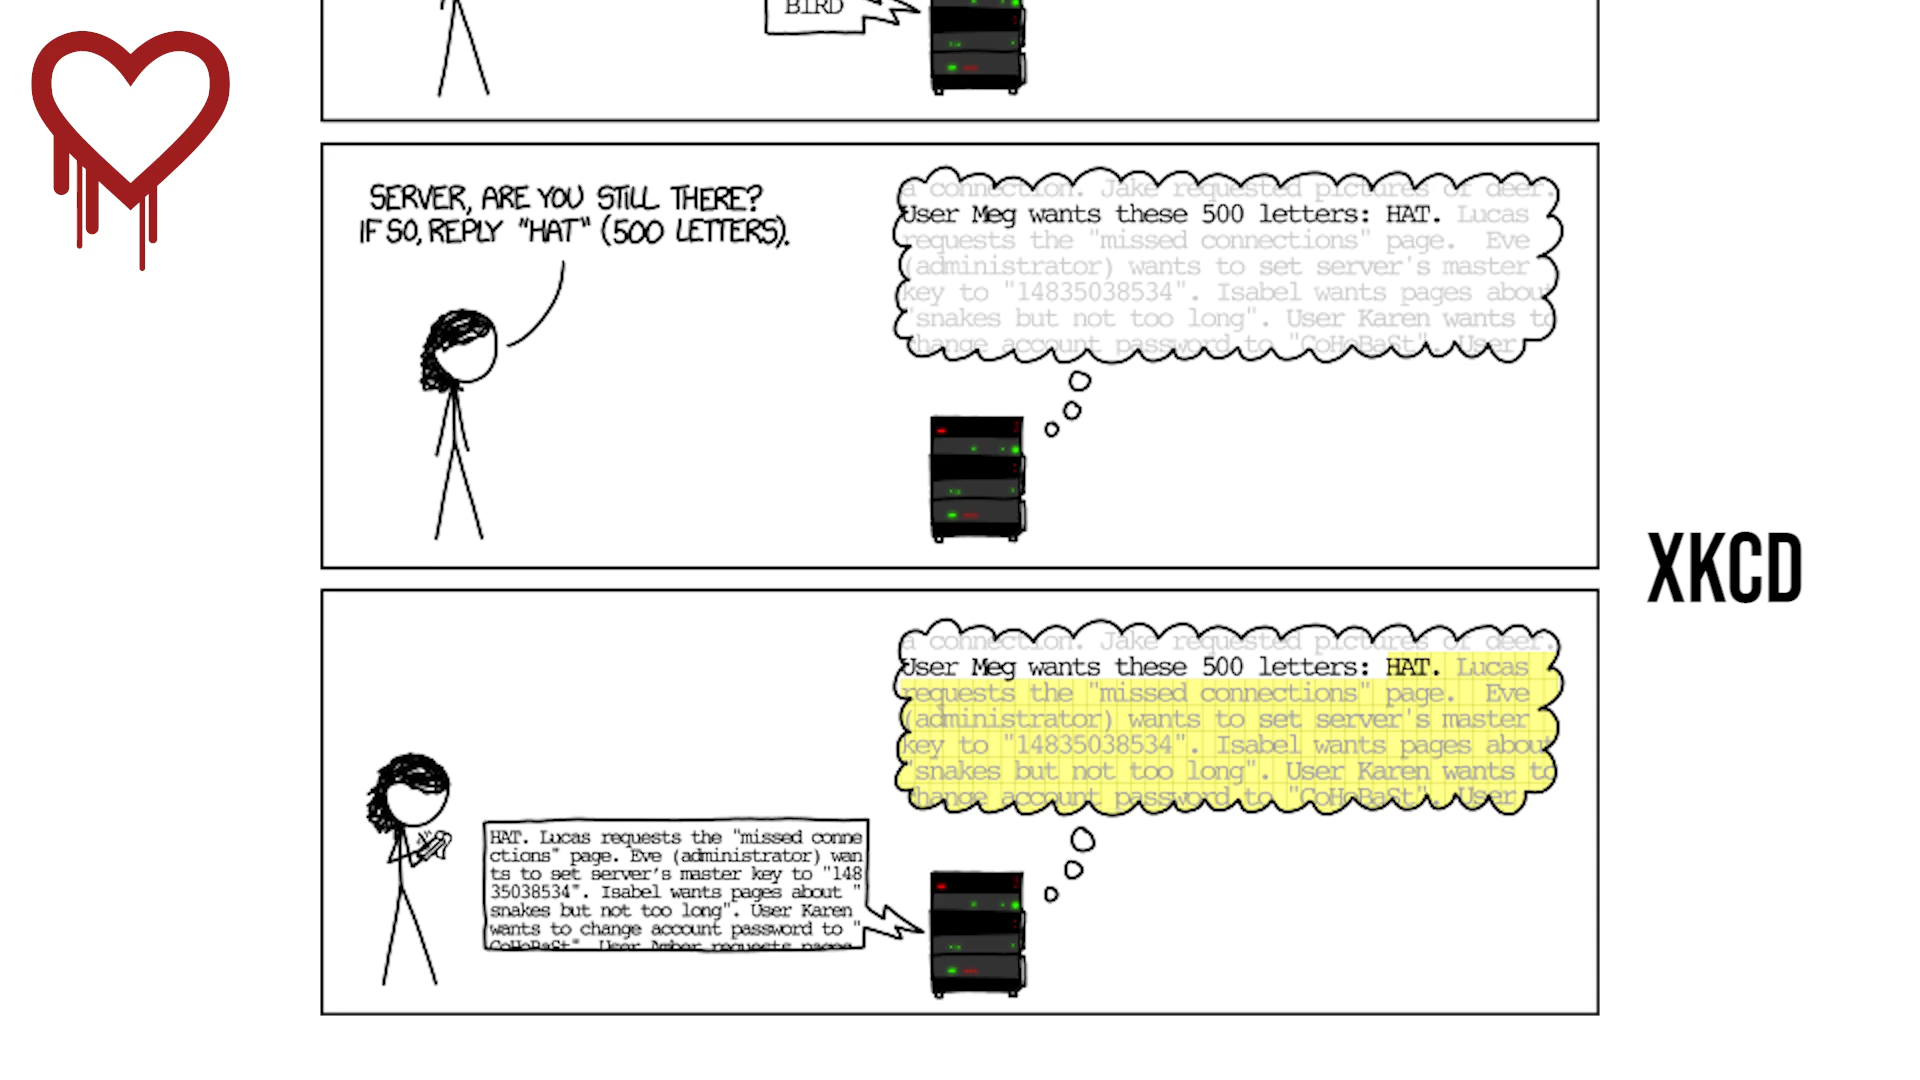 BIRD
SERVER, ARE YOU STILL THERE?
IF SO, REPLY "HAT" (500 LETTERS).
a connection. Jake requested pictures of deer.
User Meg wants these 500 letters: HAT. Lucas
requests the "missed connections" page. Eve
(administrator) wants to set server's master
key to "14835038534". Isabel wants pages about
"snakes but not too long". User Karen wants to
change account password to "CoHoBaSt". User
XKCD
a connection. Jake requested pictures of deer.
User Meg wants these 500 letters: HAT. Lucas
requests the "missed connections" page. Eve
(administrator) wants to set server's master
key to "14835038534". Isabel wants pages about
"snakes but not too long". User Karen wants to
change account password to "CoHoBaSt". User
HAT. Lucas requests the "missed conne
ctions" page. Eve (administrator) wan
ts to set server's master key to "148
35038534". Isabel wants pages about "
snakes but not too long". User Karen
wants to change account password to "
CoHoBaSt". User Amber requests pages